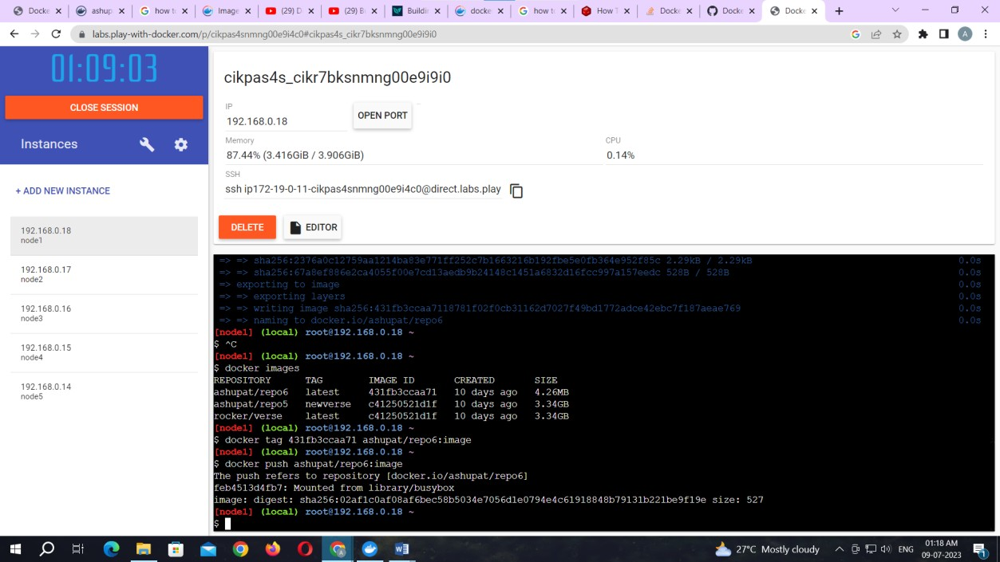 Docke
ashup
how t
Image
(29) D
(29) B
Buildin
docke
how to
How T
Docke
Docke
Docke
labs.play-with-docker.com/p/cikpas4snmng00e9i4c0#cikpas4s_cikr7bksnmng00e9i9i0
A
01:09:03
CLOSE SESSION
Instances
+ ADD NEW INSTANCE
192.168.0.18
node1
192.168.0.17
node2
192.168.0.16
node3
192.168.0.15
node4
192.168.0.14
node5
cikpas4s_cikr7bksnmng00e9i9i0
IP
192.168.0.18
OPEN PORT
Memory
87.44% (3.416GiB / 3.906GiB)
CPU
0.14%
SSH
ssh ip172-19-0-11-cikpas4snmng00e9i4c0@direct.labs.play
DELETE
EDITOR
=> => sha256:2376a0c12759aa1214ba83e771ff252c7b1663216b192fbe5e0fb364e952f85c 2.29kB / 2.29kB 0.0s
=> => sha256:67a8ef886e2ca4055f00e7cd13aedb9b24148c1451a6832d16fcc997a157eedc 528B / 528B 0.0s
=> exporting to image 0.0s
=> => exporting layers 0.0s
=> => writing image sha256:431fb3ccaa7118781f02f0cb31162d7027f49bd1772adce42ebc7f187aeae769 0.0s
=> => naming to docker.io/ashupat/repo6 0.0s
[node1] (local) root@192.168.0.18 ~
$ ^C
[node1] (local) root@192.168.0.18 ~
$ docker images
REPOSITORY TAG IMAGE ID CREATED SIZE
ashupat/repo6 latest 431fb3ccaa71 10 days ago 4.26MB
ashupat/repo5 newverse c41250521d1f 10 days ago 3.34GB
rocker/verse latest c41250521d1f 10 days ago 3.34GB
[node1] (local) root@192.168.0.18 ~
$ docker tag 431fb3ccaa71 ashupat/repo6:image
[node1] (local) root@192.168.0.18 ~
$ docker push ashupat/repo6:image
The push refers to repository [docker.io/ashupat/repo6]
feb4513d4fb7: Mounted from library/busybox
image: digest: sha256:02af1c0af08af6bec58b5034e7056d1e0794e4c61918848b79131b221be9f19e size: 527
[node1] (local) root@192.168.0.18 ~
$
27°C Mostly cloudy
ENG
01:18 AM
09-07-2023
1